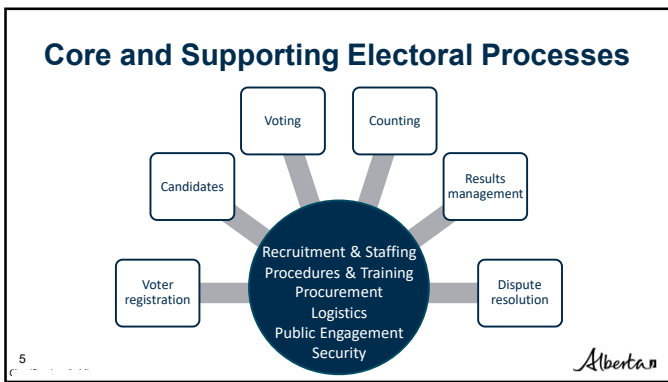 Core and Supporting Electoral Processes
Voting
Counting
Candidates
Results
management
Voter
registration
Recruitment & Staffing
Procedures & Training
Procurement
Logistics
Public Engagement
Security
Dispute
resolution
5
Alberta